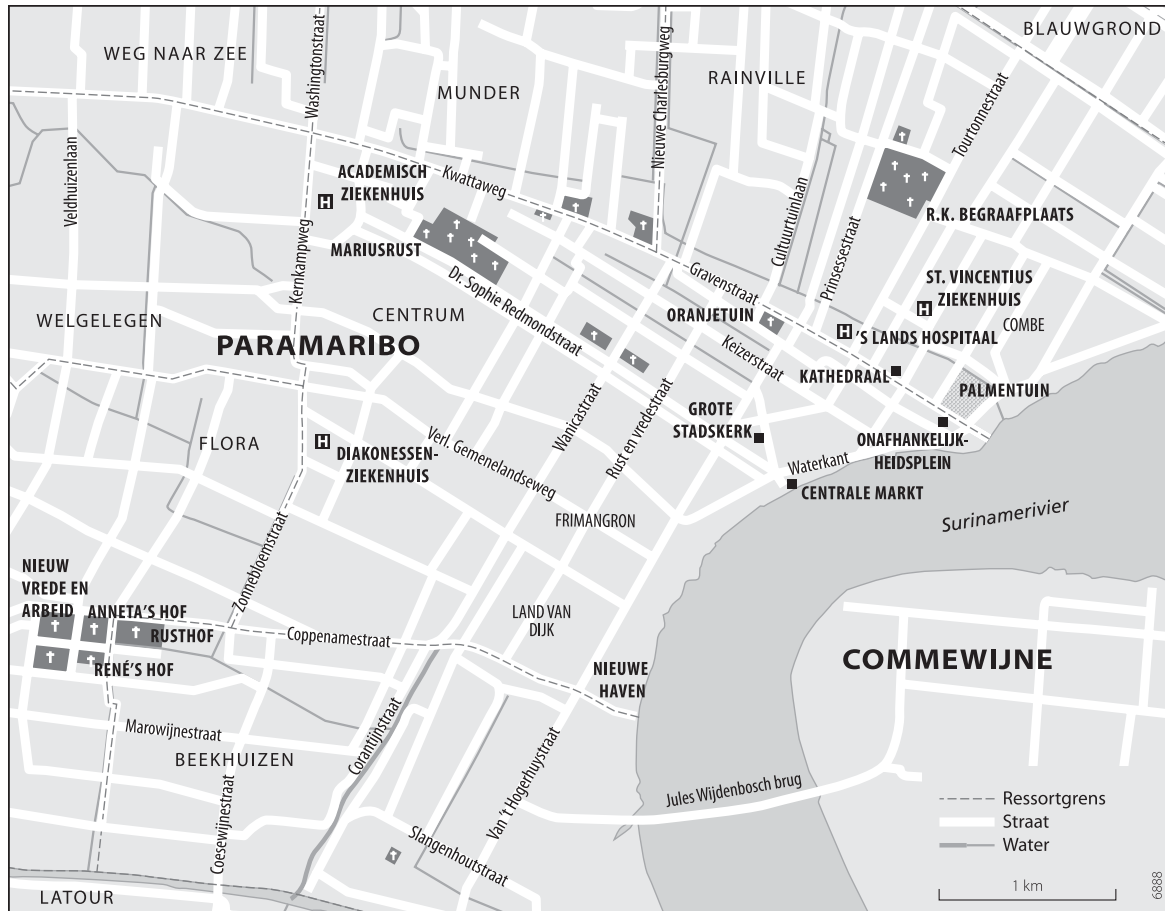 BLAUWGROND
WEG NAAR ZEE
Washingtonstraat
MUNDER
Nieuwe Charlesburgweg
RAINVILLE
Tourtonnestraat
Veldhuizenlaan
ACADEMISCH
ZIEKENHUIS
H
Kwattaweg
Cultuurtuinlaan
Prinsessestraat
R.K. BEGRAAFPLAATS
MARIUSRUST
Kernkampweg
Dr. Sophie Redmondstraat
Gravenstraat
ST. VINCENTIUS
ZIEKENHUIS
H
WELGELEGEN
CENTRUM
ORANJETUIN
Keizerstraat
H
'S LANDS HOSPITAAL
COMBE
PARAMARIBO
KATHEDRAAL
PALMENTUIN
Wanicastraat
Rust en vredestraat
GROTE
STADSKERK
FLORA
H
DIAKONESSEN-
ZIEKENHUIS
Verl. Gemenelandseweg
Waterkant
ONAFHANKELIJK-
HEIDSPLEIN
CENTRALE MARKT
FRIMANGRON
Surinamerivier
Zonnebloemstraat
NIEUW
VREDE EN
ARBEID
ANNETA'S HOF
RUSTHOF
RENÉ'S HOF
Coppenamestraat
LAND VAN
DIJK
NIEUWE
HAVEN
COMMEWIJNE
Marowijnestraat
BEEKHUIZEN
Corantijnstraat
Coesewijnestraat
Van 't Hogerhuystraat
Jules Wijdenbosch brug
Slangenhoutstraat
LATOUR
Ressortgrens
Straat
Water
1 km
6888